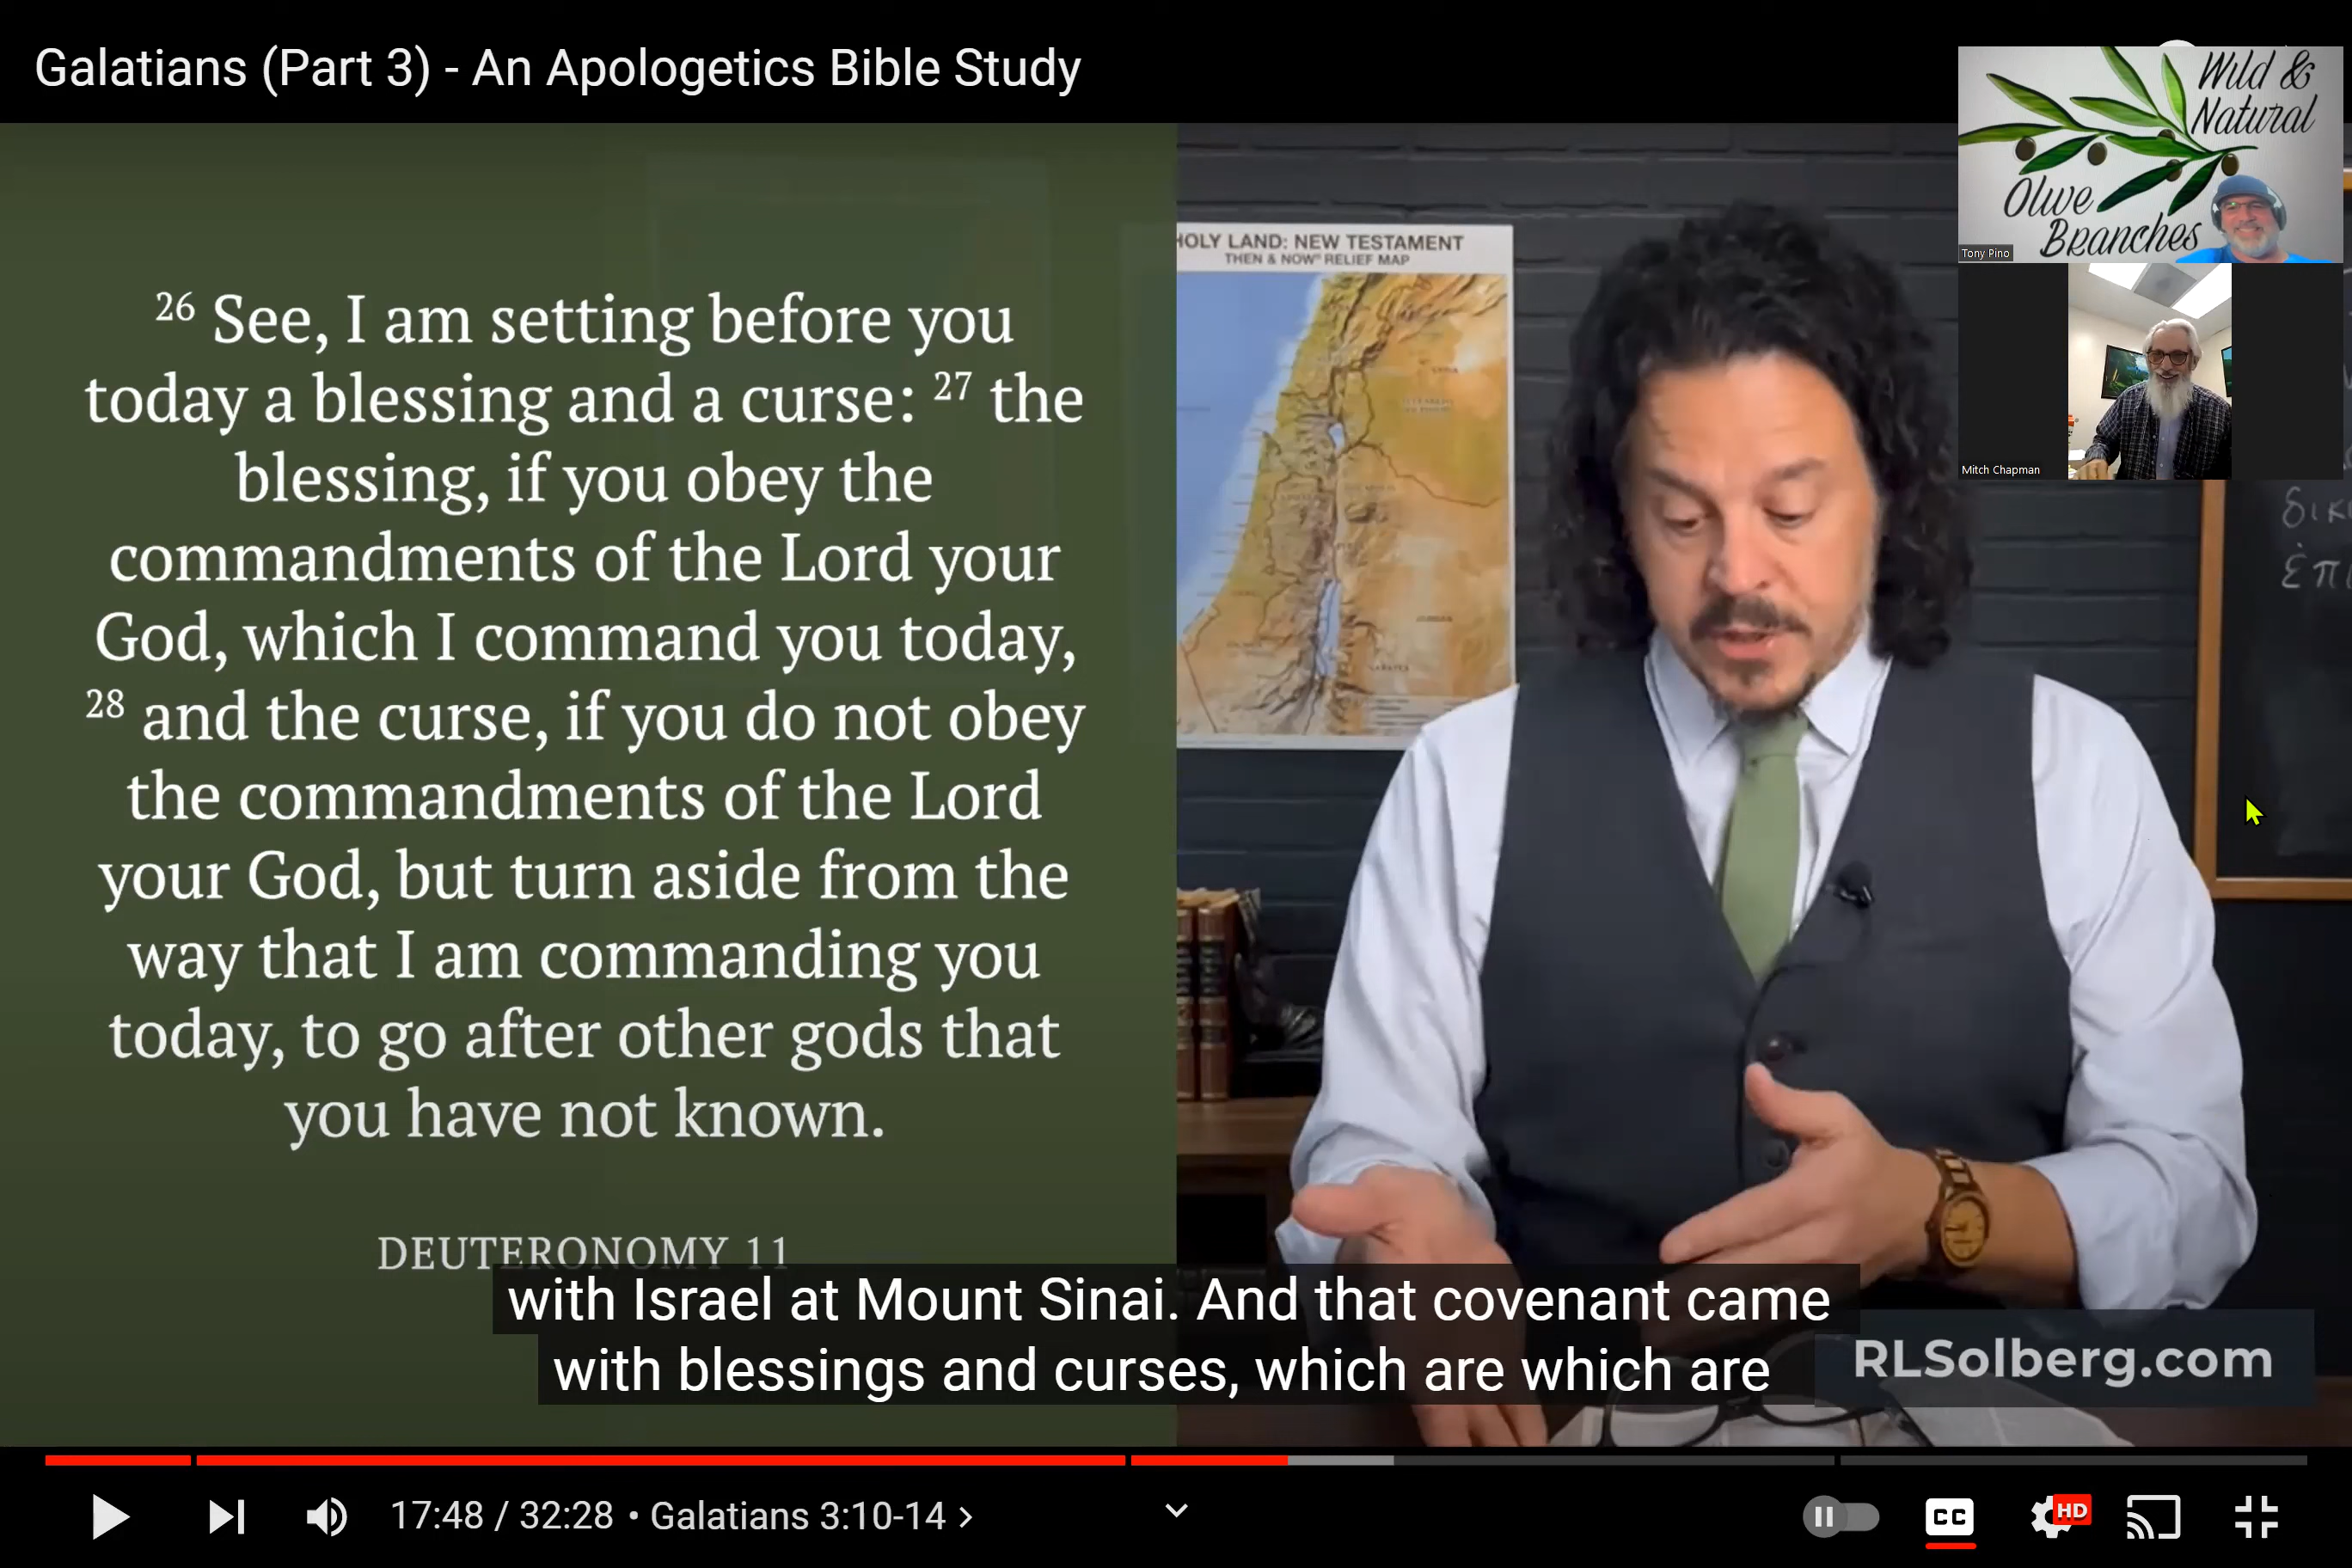 Galatians (Part 3) - An Apologetics Bible Study
Wild &
Natural
Olive
Branches
Tony Pino
Mitch Chapman
HOLY LAND: NEW TESTAMENT
THEN & NOW® RELIEF MAP
26 See, I am setting before you
today a blessing and a curse: 27 the
blessing, if you obey the
commandments of the Lord your
God, which I command you today,
28 and the curse, if you do not obey
the commandments of the Lord
your God, but turn aside from the
way that I am commanding you
today, to go after other gods that
you have not known.
DEUTERONOMY 11
with Israel at Mount Sinai. And that covenant came
with blessings and curses, which are which are
RLSolberg.com
17:48 / 32:28 • Galatians 3:10-14 >
CC
HD